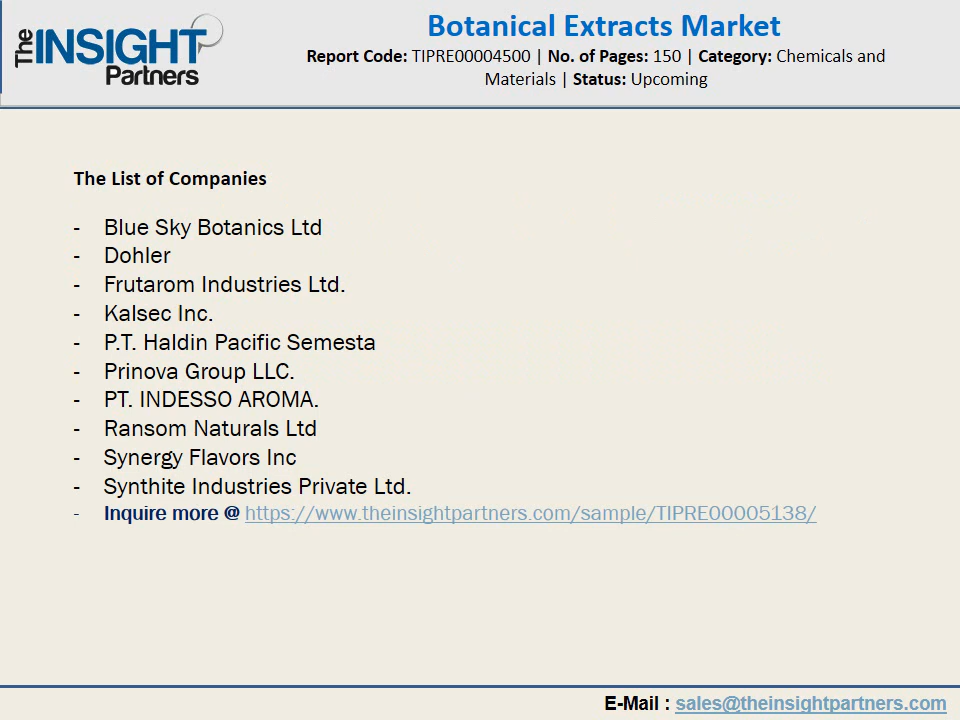 The INSIGHT
Partners
Botanical Extracts Market
Report Code: TIPRE00004500 | No. of Pages: 150 | Category: Chemicals and
Materials | Status: Upcoming
The List of Companies
- Blue Sky Botanics Ltd
- Dohler
- Frutarom Industries Ltd.
- Kalsec Inc.
- P.T. Haldin Pacific Semesta
- Prinova Group LLC.
- PT. INDESSO AROMA.
- Ransom Naturals Ltd
- Synergy Flavors Inc
- Synthite Industries Private Ltd.
- Inquire more @ https://www.theinsightpartners.com/sample/TIPRE00005138/
E-Mail : sales@theinsightpartners.com